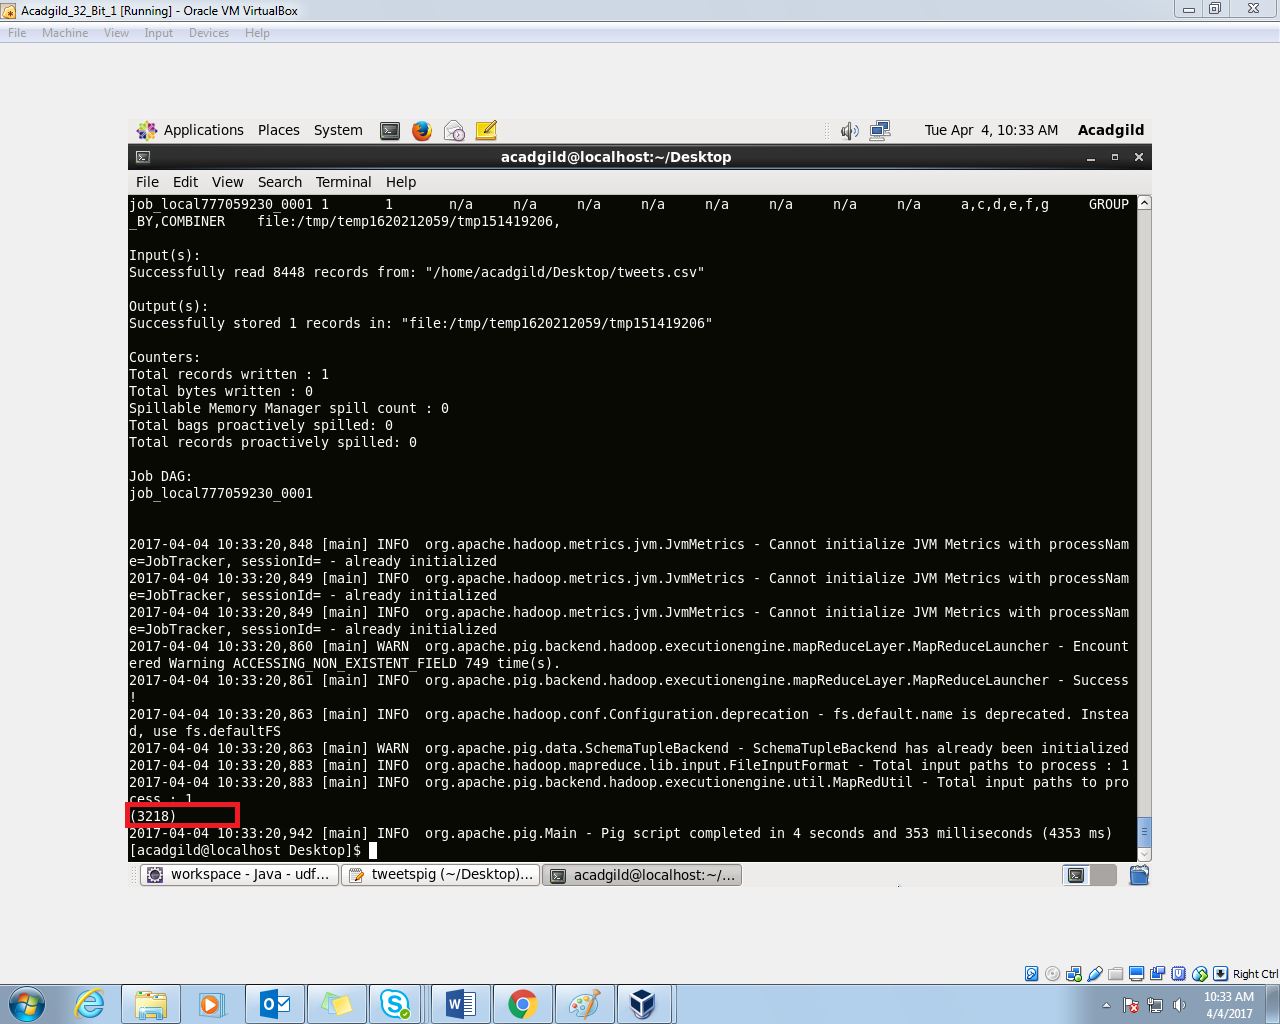 Acadgild_32_Bit_1 [Running] - Oracle VM VirtualBox
File Machine View Input Devices Help
Applications Places System Tue Apr 4, 10:33 AM Acadgild
acadgild@localhost:~/Desktop
File Edit View Search Terminal Help
job_local777059230_0001 1 1 n/a n/a n/a n/a n/a n/a n/a n/a a,c,d,e,f,g GROUP
_BY,COMBINER file:/tmp/temp1620212059/tmp151419206,
Input(s):
Successfully read 8448 records from: "/home/acadgild/Desktop/tweets.csv"
Output(s):
Successfully stored 1 records in: "file:/tmp/temp1620212059/tmp151419206"
Counters:
Total records written : 1
Total bytes written : 0
Spillable Memory Manager spill count : 0
Total bags proactively spilled: 0
Total records proactively spilled: 0
Job DAG:
job_local777059230_0001
2017-04-04 10:33:20,848 [main] INFO org.apache.hadoop.metrics.jvm.JvmMetrics - Cannot initialize JVM Metrics with processNam
e=JobTracker, sessionId= - already initialized
2017-04-04 10:33:20,849 [main] INFO org.apache.hadoop.metrics.jvm.JvmMetrics - Cannot initialize JVM Metrics with processNam
e=JobTracker, sessionId= - already initialized
2017-04-04 10:33:20,849 [main] INFO org.apache.hadoop.metrics.jvm.JvmMetrics - Cannot initialize JVM Metrics with processNam
e=JobTracker, sessionId= - already initialized
2017-04-04 10:33:20,860 [main] WARN org.apache.pig.backend.hadoop.executionengine.mapReduceLayer.MapReduceLauncher - Encount
ered Warning ACCESSING_NON_EXISTENT_FIELD 749 time(s).
2017-04-04 10:33:20,861 [main] INFO org.apache.pig.backend.hadoop.executionengine.mapReduceLayer.MapReduceLauncher - Success
!
2017-04-04 10:33:20,863 [main] INFO org.apache.hadoop.conf.Configuration.deprecation - fs.default.name is deprecated. Instea
d, use fs.defaultFS
2017-04-04 10:33:20,863 [main] WARN org.apache.pig.data.SchemaTupleBackend - SchemaTupleBackend has already been initialized
2017-04-04 10:33:20,883 [main] INFO org.apache.hadoop.mapreduce.lib.input.FileInputFormat - Total input paths to process : 1
2017-04-04 10:33:20,883 [main] INFO org.apache.pig.backend.hadoop.executionengine.util.MapRedUtil - Total input paths to pro
cess : 1
(3218)
2017-04-04 10:33:20,942 [main] INFO org.apache.pig.Main - Pig script completed in 4 seconds and 353 milliseconds (4353 ms)
[acadgild@localhost Desktop]$
workspace - Java - udf... tweetspig (~/Desktop)... acadgild@localhost:~/...
Right Ctrl
10:33 AM
4/4/2017